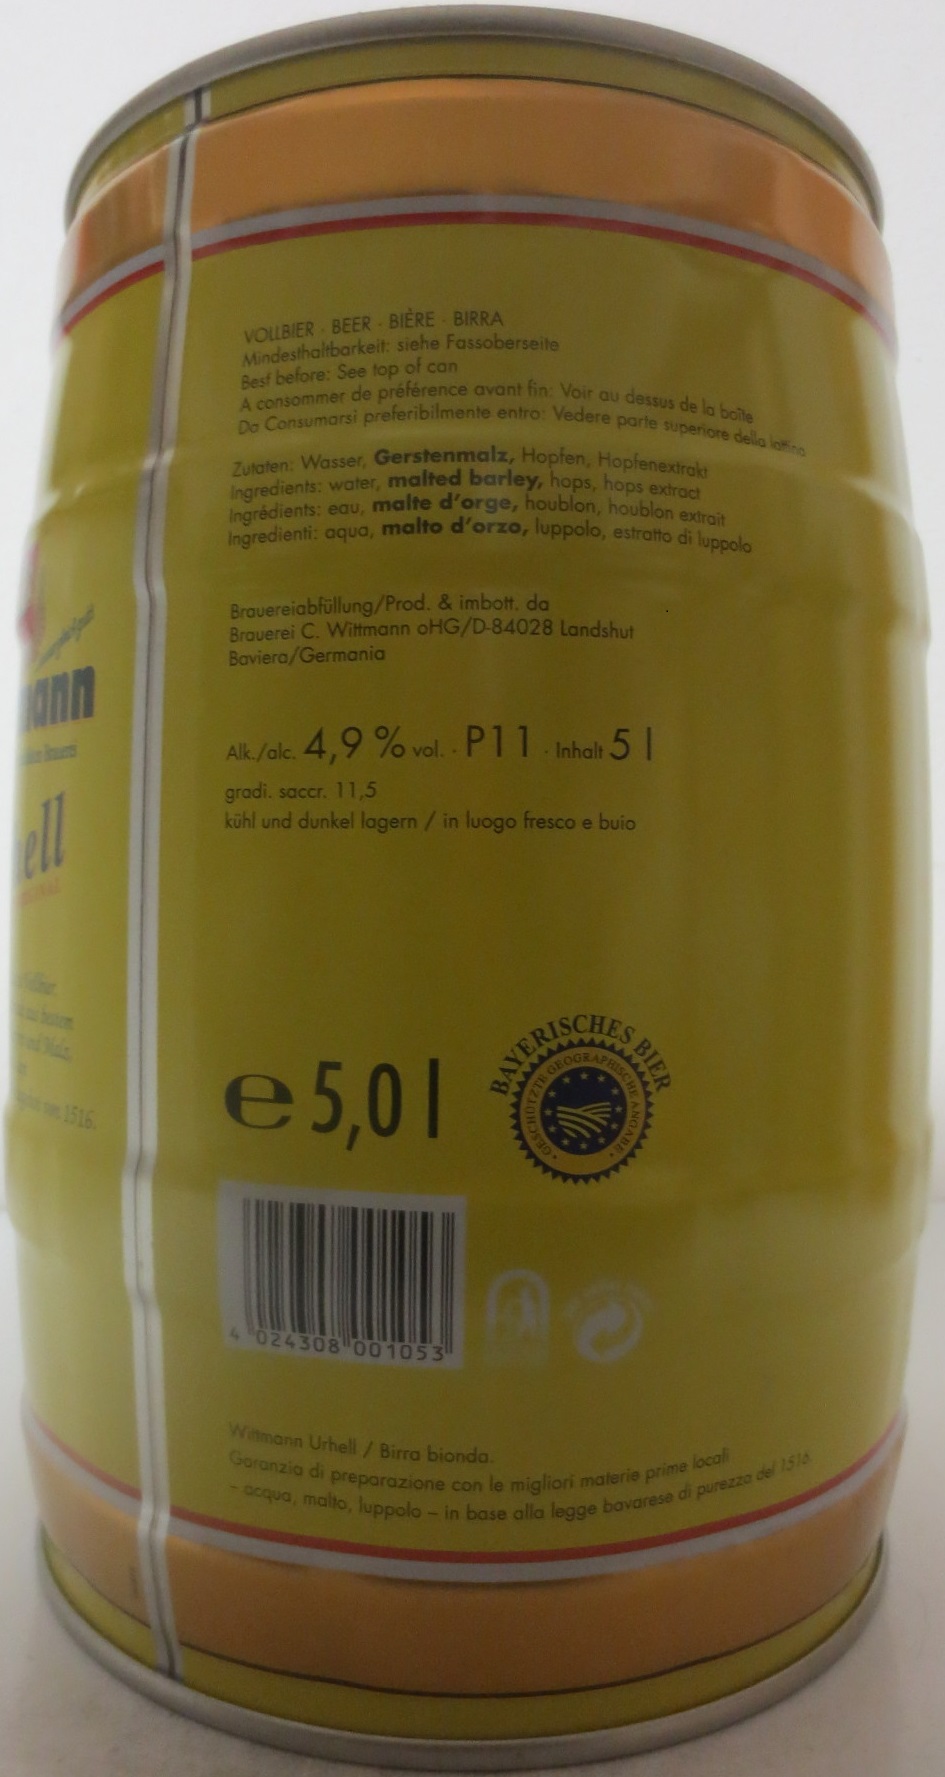 VOLLBIER · BEER · BIÈRE · BIRRA
Mindesthaltbarkeit: siehe Fassoberseite
Best before: See top of can
A consommer de préférence avant fin: Voir au dessus de la boîte
Da Consumarsi preferibilmente entro: Vedere parte superiore della lattina
Zutaten: Wasser, Gerstenmalz, Hopfen, Hopfenextrakt
Ingredients: water, malted barley, hops, hops extract
Ingrédients: eau, malte d'orge, houblon, houblon extrait
Ingredienti: aqua, malto d'orzo, luppolo, estratto di luppolo
Brauereiabfüllung/Prod. & imbott. da
Brauerei C. Wittmann oHG/D-84028 Landshut
Baviera/Germania
Alk./alc. 4,9 % vol. · P11 · Inhalt 5 l
gradi. saccr. 11,5
kühl und dunkel lagern / in luogo fresco e buio
mann
ell
1516.
e 5,0 l
BAYERISCHES BIER
GESCHÜTZTE GEOGRAPHISCHE ANGABE
4 024308 001053
Wittmann Urhell / Birra bionda.
Garanzia di preparazione con le migliori materie prime locali
- acqua, malto, luppolo – in base alla legge bavarese di purezza del 1516.